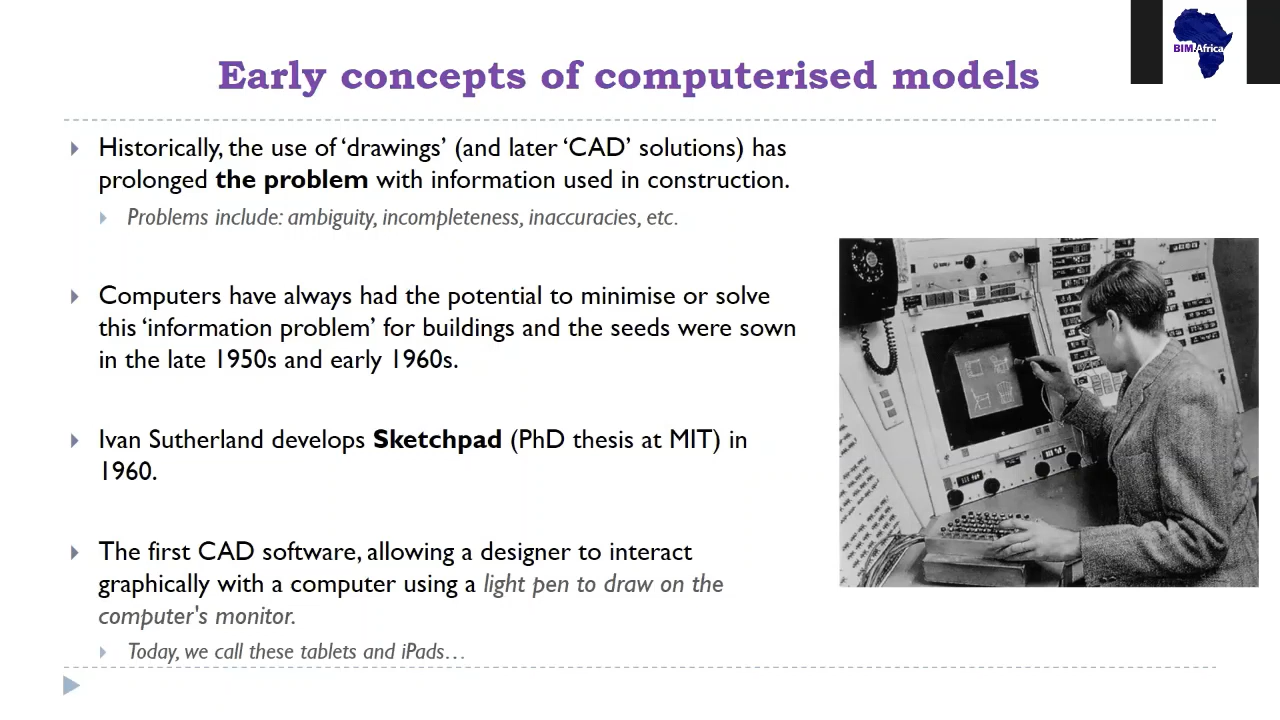 BIM.Africa
Early concepts of computerised models
Historically, the use of ‘drawings’ (and later ‘CAD’ solutions) has
prolonged the problem with information used in construction.
Problems include: ambiguity, incompleteness, inaccuracies, etc.
Computers have always had the potential to minimise or solve
this ‘information problem’ for buildings and the seeds were sown
in the late 1950s and early 1960s.
Ivan Sutherland develops Sketchpad (PhD thesis at MIT) in
1960.
The first CAD software, allowing a designer to interact
graphically with a computer using a light pen to draw on the
computer's monitor.
Today, we call these tablets and iPads…